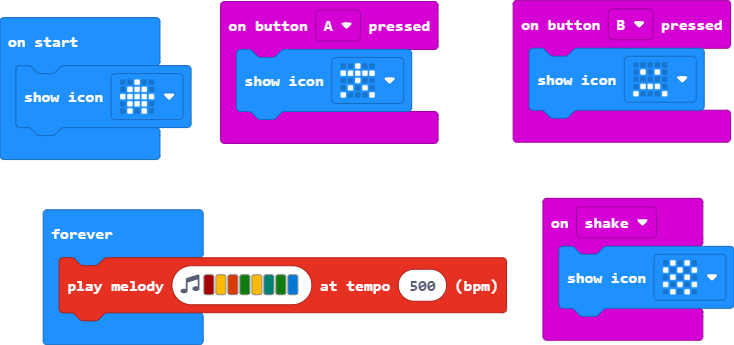 on start
show icon
on button A pressed
show icon
on button B pressed
show icon
forever
play melody at tempo 500 (bpm)
on shake
show icon